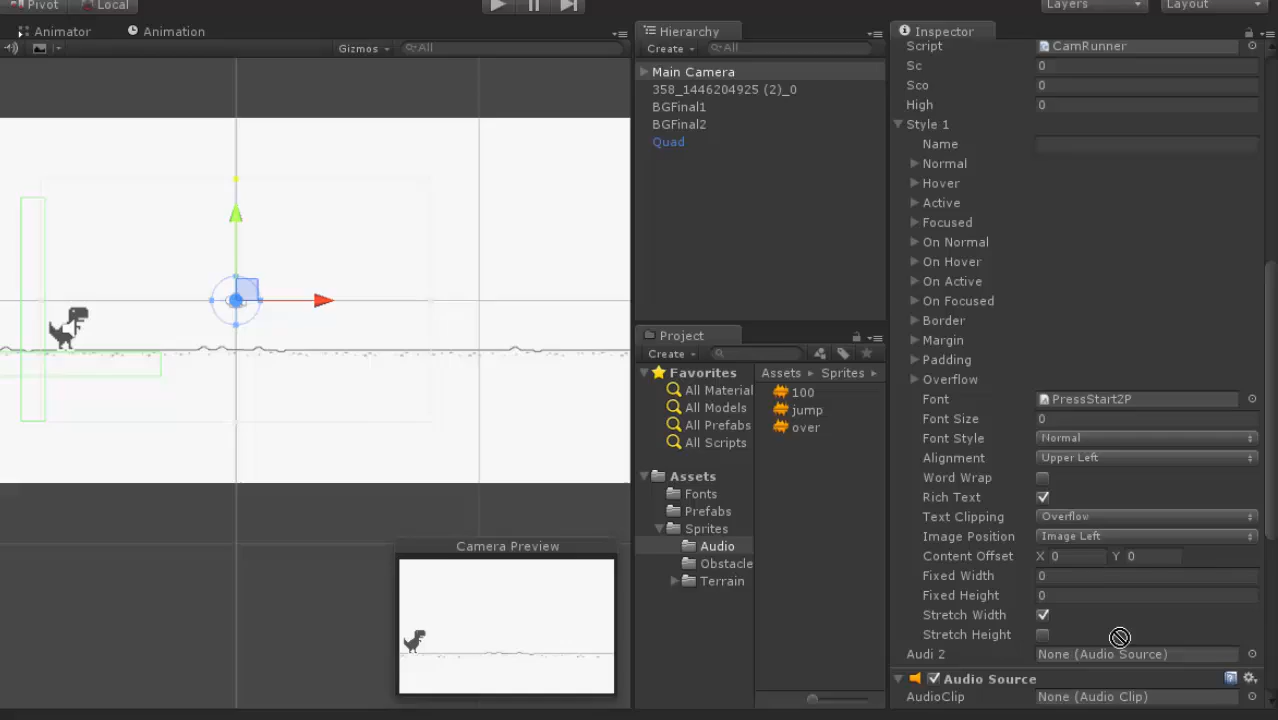 Pivot Local Layers Layout
Animator Animation
Gizmos All
Hierarchy
Create All
Main Camera
358_1446204925 (2)_0
BGFinal1
BGFinal2
Quad
Camera Preview
Project
Create
Favorites
All Material
All Models
All Prefabs
All Scripts
Assets
Fonts
Prefabs
Sprites
Audio
Obstacle
Terrain
Assets Sprites
100
jump
over
Inspector
Script CamRunner
Sc 0
Sco 0
High 0
Style 1
Name
Normal
Hover
Active
Focused
On Normal
On Hover
On Active
On Focused
Border
Margin
Padding
Overflow
Font PressStart2P
Font Size 0
Font Style Normal
Alignment Upper Left
Word Wrap
Rich Text
Text Clipping Overflow
Image Position Image Left
Content Offset X 0 Y 0
Fixed Width 0
Fixed Height 0
Stretch Width
Stretch Height
Audi 2 None (Audio Source)
Audio Source
AudioClip None (Audio Clip)